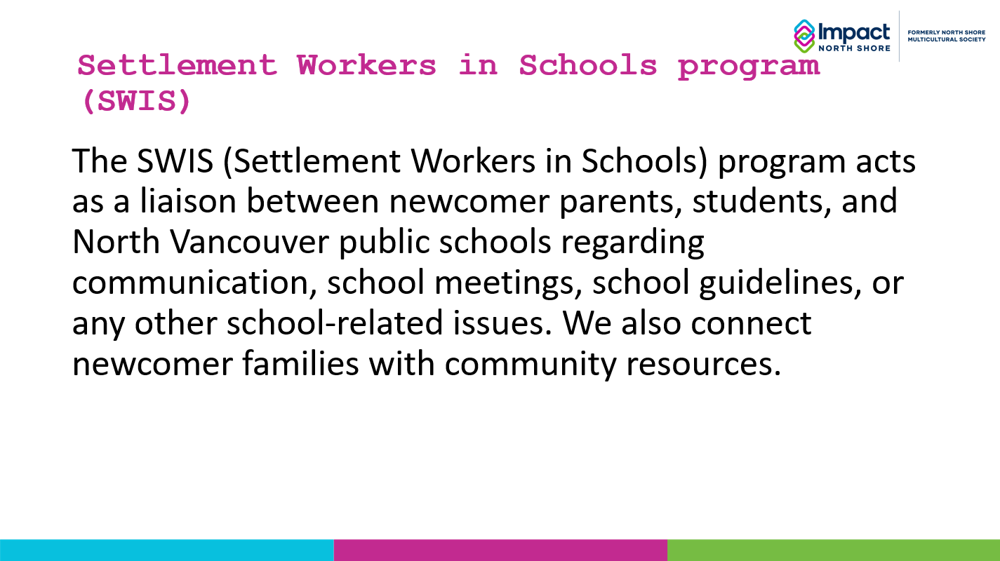 Impact
NORTH SHORE
FORMERLY NORTH SHORE
MULTICULTURAL SOCIETY
Settlement Workers in Schools program
(SWIS)
The SWIS (Settlement Workers in Schools) program acts
as a liaison between newcomer parents, students, and
North Vancouver public schools regarding
communication, school meetings, school guidelines, or
any other school-related issues. We also connect
newcomer families with community resources.